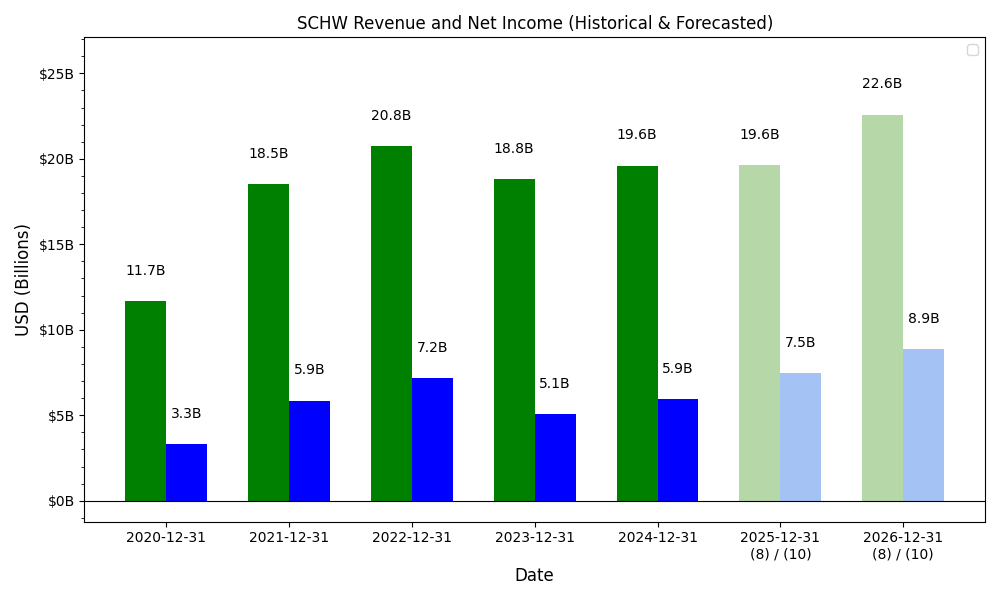 SCHW Revenue and Net Income (Historical & Forecasted)
USD (Billions)
$25B
$20B
$15B
$10B
$5B
$0B
11.7B
3.3B
18.5B
5.9B
20.8B
7.2B
18.8B
5.1B
19.6B
5.9B
19.6B
7.5B
22.6B
8.9B
2020-12-31
2021-12-31
2022-12-31
2023-12-31
2024-12-31
2025-12-31
(8) / (10)
2026-12-31
(8) / (10)
Date